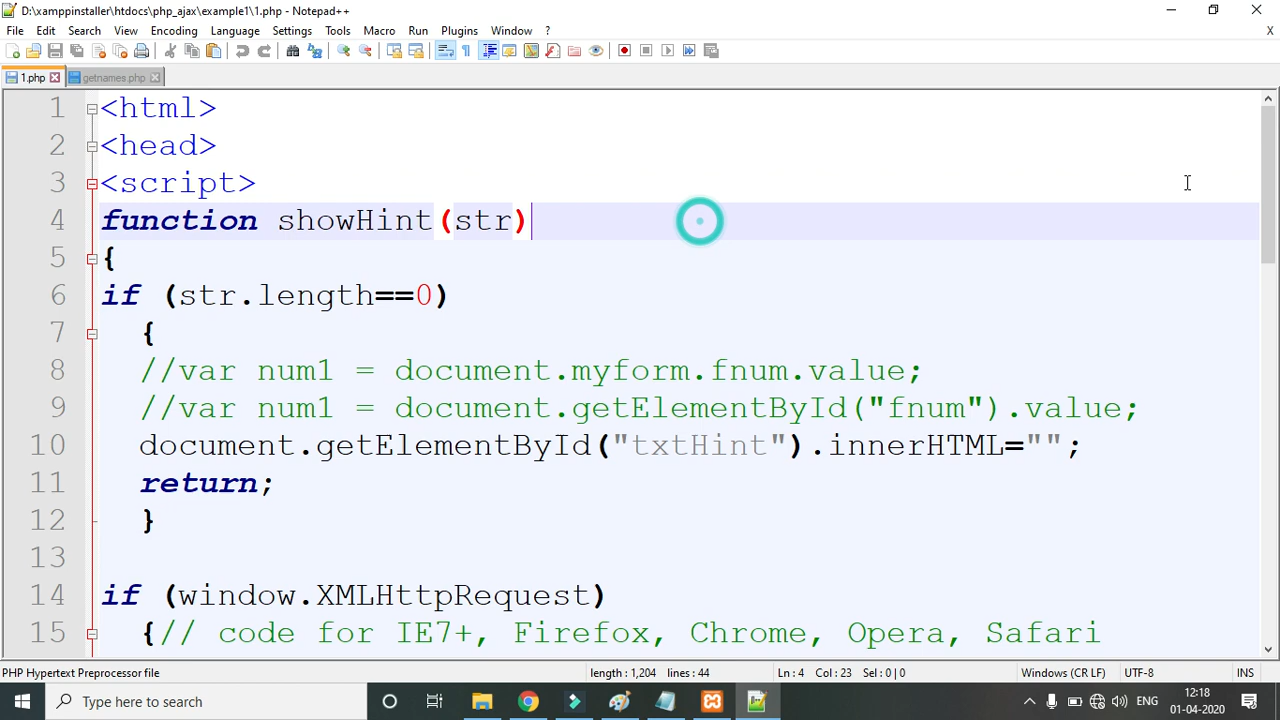 D:\xamppinstaller\htdocs\php_ajax\example1\1.php - Notepad++
File Edit Search View Encoding Language Settings Tools Macro Run Plugins Window ? X
1.php getnames.php
1 <html>
2 <head>
3 <script>
4 function showHint(str)
5 {
6 if (str.length==0)
7 {
8 //var num1 = document.myform.fnum.value;
9 //var num1 = document.getElementById("fnum").value;
10 document.getElementById("txtHint").innerHTML="";
11 return;
12 }
13
14 if (window.XMLHttpRequest)
15 {// code for IE7+, Firefox, Chrome, Opera, Safari
PHP Hypertext Preprocessor file length : 1,204 lines : 44 Ln : 4 Col : 23 Sel : 0 | 0 Windows (CR LF) UTF-8 INS
Type here to search ENG 12:18
01-04-2020